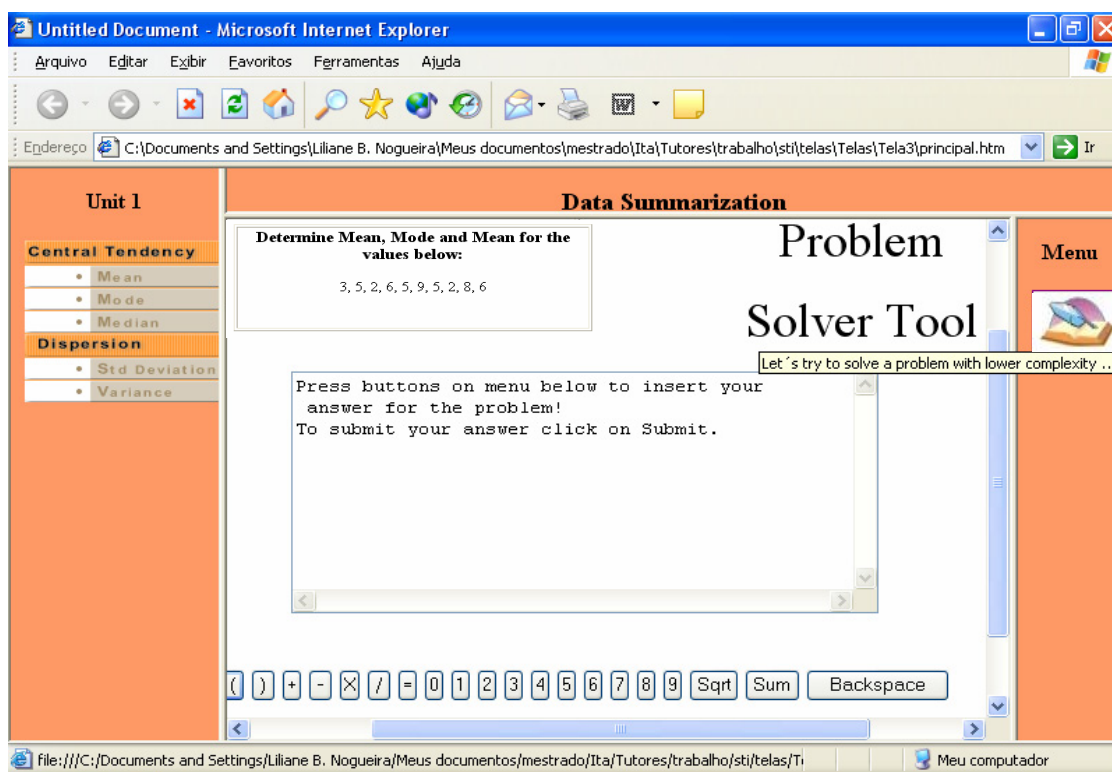 Untitled Document - Microsoft Internet Explorer
Arquivo Editar Exibir Favoritos Ferramentas Ajuda
Endereço C:\Documents and Settings\Liliane B. Nogueira\Meus documentos\mestrado\Ita\Tutores\trabalho\sti\telas\Telas\Tela3\principal.htm Ir
Unit 1
Data Summarization
Central Tendency
• Mean
• Mode
• Median
Dispersion
• Std Deviation
• Variance
Determine Mean, Mode and Mean for the
values below:
3, 5, 2, 6, 5, 9, 5, 2, 8, 6
Problem
Solver Tool
Menu
Let´s try to solve a problem with lower complexity ..
Press buttons on menu below to insert your
answer for the problem!
To submit your answer click on Submit.
( ) + - X / = 0 1 2 3 4 5 6 7 8 9 Sqrt Sum Backspace
file:///C:/Documents and Settings/Liliane B. Nogueira/Meus documentos/mestrado/Ita/Tutores/trabalho/sti/telas/T
Meu computador